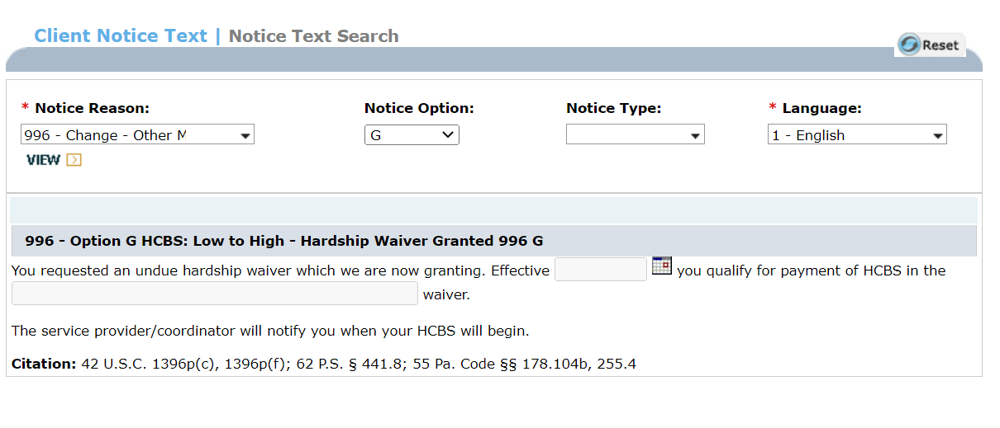 Client Notice Text | Notice Text Search
Reset
* Notice Reason: Notice Option: Notice Type: * Language:
996 - Change - Other M G 1 - English
VIEW
996 - Option G HCBS: Low to High - Hardship Waiver Granted 996 G
You requested an undue hardship waiver which we are now granting. Effective you qualify for payment of HCBS in the
waiver.
The service provider/coordinator will notify you when your HCBS will begin.
Citation: 42 U.S.C. 1396p(c), 1396p(f); 62 P.S. § 441.8; 55 Pa. Code §§ 178.104b, 255.4